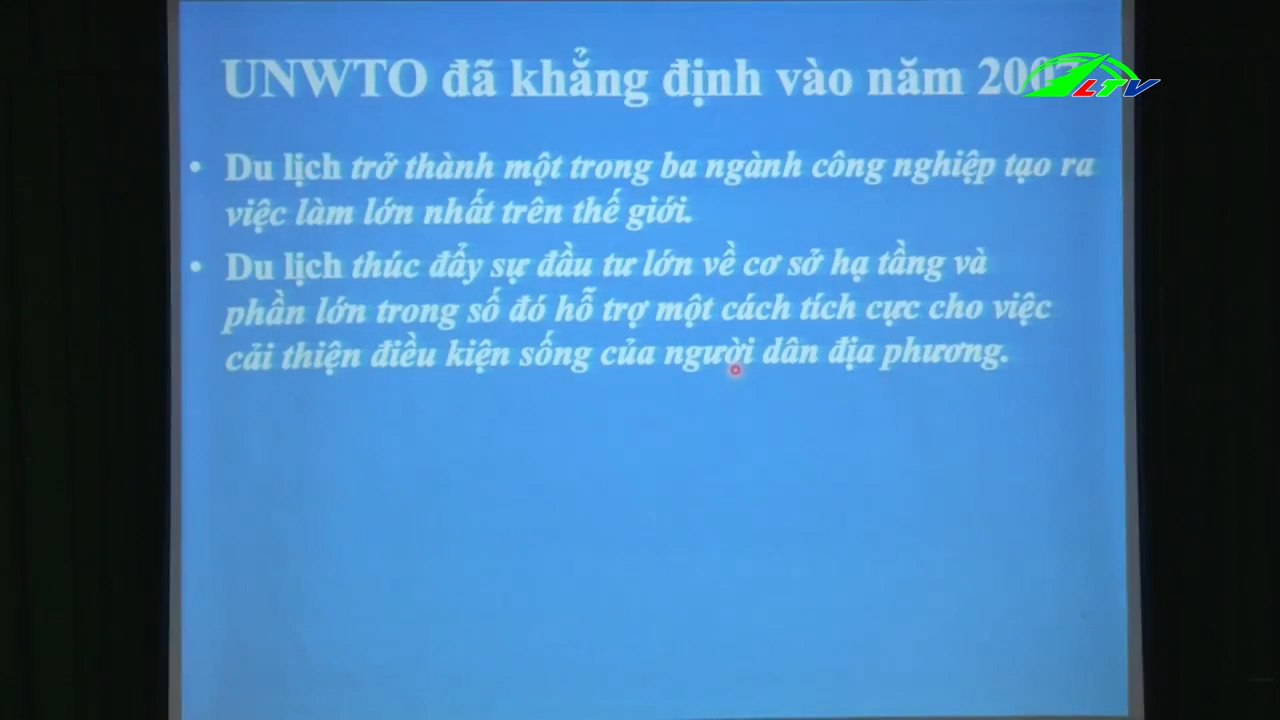 UNWTO đã khẳng định vào năm
LTV
• Du lịch trở thành một trong ba ngành công nghiệp tạo ra
việc làm lớn nhất trên thế giới.
• Du lịch thúc đẩy sự đầu tư lớn về cơ sở hạ tầng và
phần lớn trong số đó hỗ trợ một cách tích cực cho việc
cải thiện điều kiện sống của người dân địa phương.